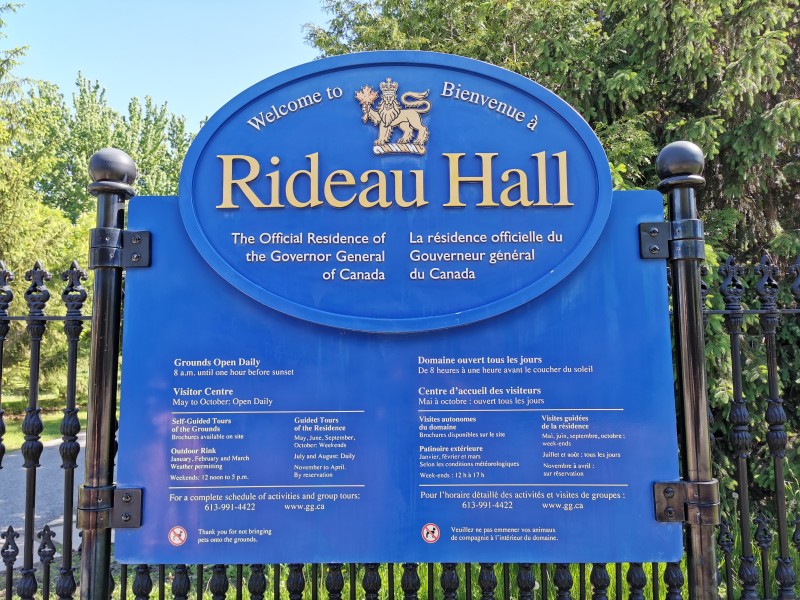 Welcome to
Bienvenue à
Rideau Hall
The Official Residence of
the Governor General
of Canada
La résidence officielle du
Gouverneur général
du Canada
Grounds Open Daily
8 a.m. until one hour before sunset
Visitor Centre
May to October: Open Daily
Self-Guided Tours
of the Grounds
Brochures available on site
Outdoor Rink
January, February and March
Weather permitting
Weekends: 12 noon to 5 p.m.
Guided Tours
of the Residence
May, June, September,
October: Weekends
July and August: Daily
November to April:
By reservation
For a complete schedule of activities and group tours:
613-991-4422
www.gg.ca
Thank you for not bringing
pets onto the grounds.
Domaine ouvert tous les jours
De 8 heures à une heure avant le coucher du soleil
Centre d'accueil des visiteurs
Mai à octobre : ouvert tous les jours
Visites autonomes
du domaine
Brochures disponibles sur le site
Patinoire extérieure
Janvier, février et mars
Selon les conditions météorologiques
Week-ends : 12 h à 17 h
Visites guidées
de la résidence
Mai, juin, septembre, octobre :
week-ends
Juillet et août : tous les jours
Novembre à avril :
sur réservation
Pour l'horaire détaillé des activités et visites de groupes :
613-991-4422
www.gg.ca
Veuillez ne pas emmener vos animaux
de compagnie à l'intérieur du domaine.